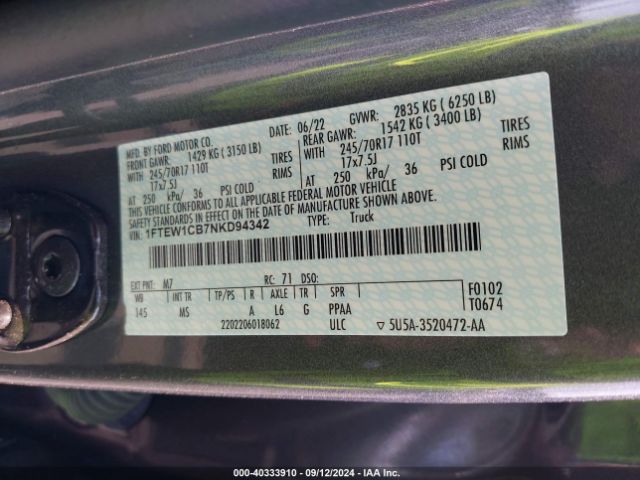 MFD. BY FORD MOTOR CO.
DATE: 06/22 GVWR: 2835 KG ( 6250 LB)
FRONT GAWR: 1429 KG ( 3150 LB)
REAR GAWR: 1542 KG ( 3400 LB)
WITH 245/70R17 110T TIRES
WITH 245/70R17 110T TIRES
17x7.5J RIMS
17x7.5J RIMS
AT 250 kPa/ 36 PSI COLD
AT 250 kPa/ 36 PSI COLD
THIS VEHICLE CONFORMS TO ALL APPLICABLE FEDERAL MOTOR VEHICLE
SAFETY STANDARDS IN EFFECT ON THE DATE OF MANUFACTURE SHOWN ABOVE.
VIN: 1FTEW1CB7NKD94342 TYPE: Truck
EXT PNT: M7 RC: 71 DSO:
WB INT TR TP/PS R AXLE TR SPR
145 MS A L6 G PPAA
F0102
T0674
2202206018062 ULC ▽ 5U5A-3520472-AA
000-40333910 - 09/12/2024 - IAA Inc.